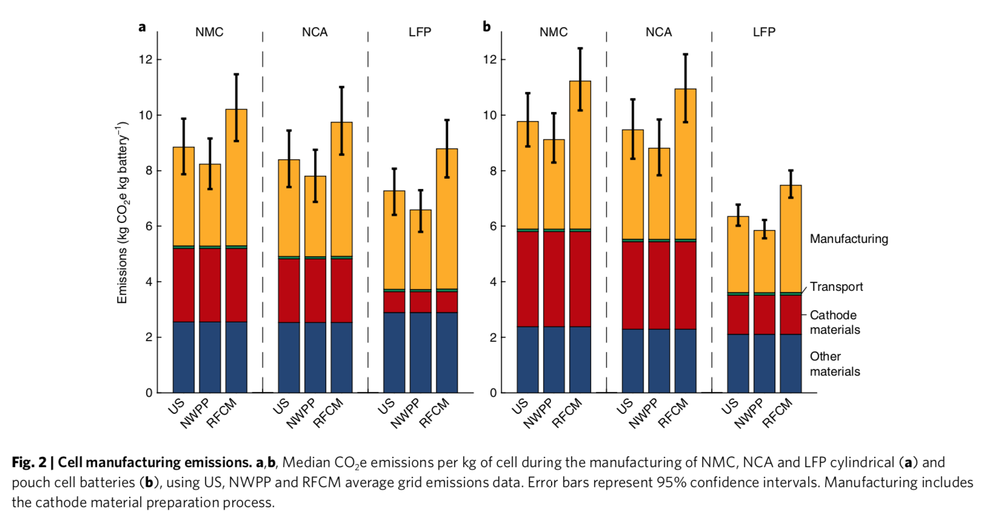 a
NMC NCA LFP
12
10
8
6
4
2
0
Emissions (kg CO₂e kg battery⁻¹)
US NWPP RFCM US NWPP RFCM US NWPP RFCM
b
NMC NCA LFP
12
10
8
6
4
2
0
US NWPP RFCM US NWPP RFCM US NWPP RFCM
Manufacturing
Transport
Cathode
materials
Other
materials
Fig. 2 | Cell manufacturing emissions. a,b, Median CO₂e emissions per kg of cell during the manufacturing of NMC, NCA and LFP cylindrical (a) and
pouch cell batteries (b), using US, NWPP and RFCM average grid emissions data. Error bars represent 95% confidence intervals. Manufacturing includes
the cathode material preparation process.